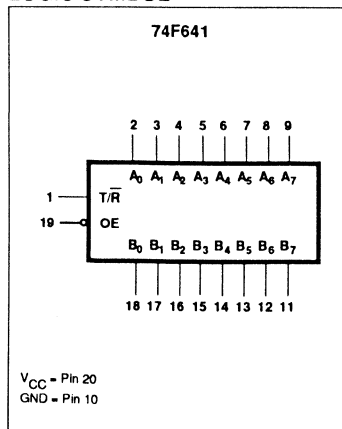 74F641
2 3 4 5 6 7 8 9
A0 A1 A2 A3 A4 A5 A6 A7
1 T/R̅
19 OE
B0 B1 B2 B3 B4 B5 B6 B7
18 17 16 15 14 13 12 11
VCC = Pin 20
GND = Pin 10